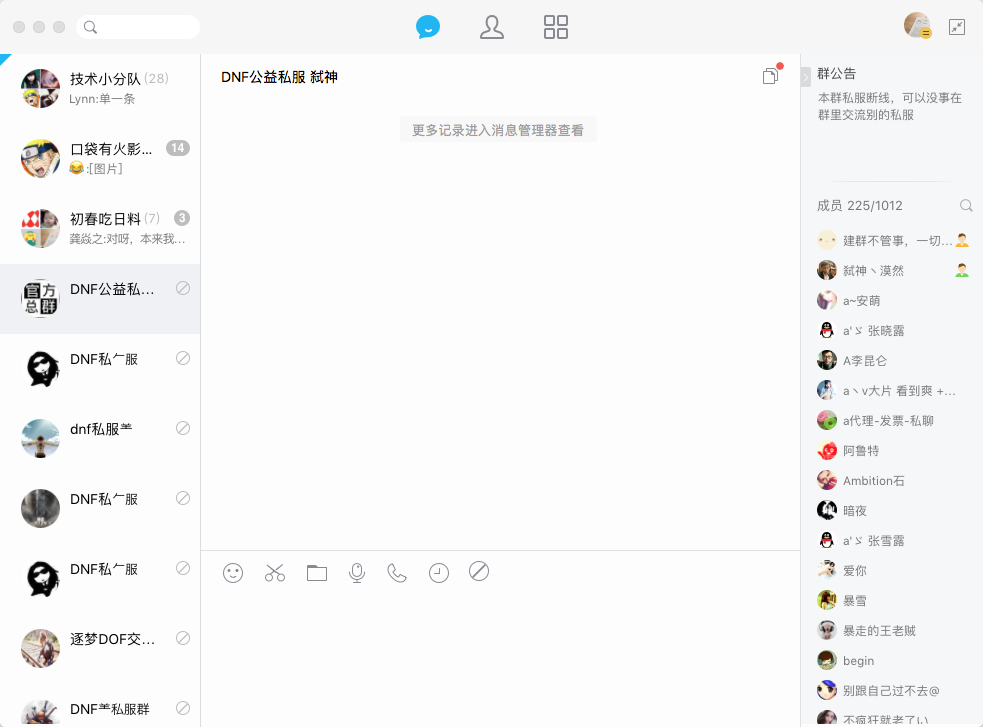 技术小分队 (28)
Lynn:单一条
口袋有火影... 14
😂:[图片]
初春吃日料 (7) 3
龚焱之:对呀，本来我...
官方总群
DNF公益私...
DNF私𠂉服
dnf私服
DNF私𠂉服
DNF私𠂉服
逐梦DOF交...
DNF私服群
DNF公益私服 弑神
更多记录进入消息管理器查看
群公告
本群私服断线，可以没事在
群里交流别的私服
成员 225/1012
建群不管事，一切...
弑神丶漠然
a~安萌
a'ゞ 张晓露
A李昆仑
a丶v大片 看到爽 +...
a代理-发票-私聊
阿鲁特
Ambition石
暗夜
a'ゞ 张雪露
爱你
暴雪
暴走的王老贼
begin
别跟自己过不去@
不疯狂就老了い